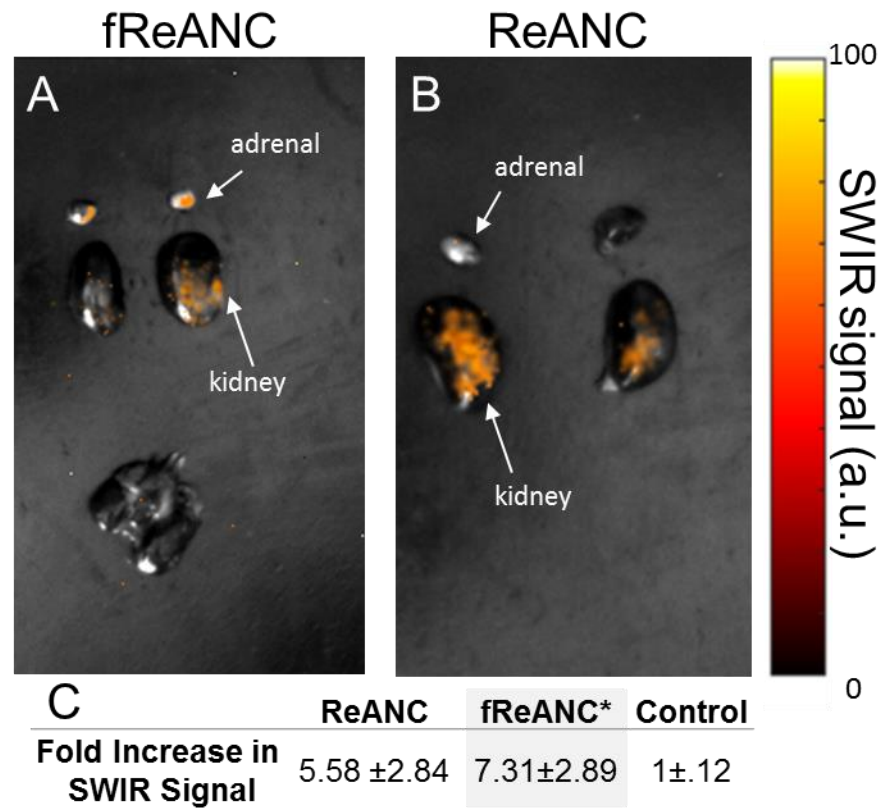 fReANC
ReANC
A
adrenal
kidney
B
adrenal
kidney
100
SWIR signal (a.u.)
0
C
ReANC fReANC* Control
Fold Increase in
SWIR Signal
5.58 ±2.84 7.31±2.89 1±.12